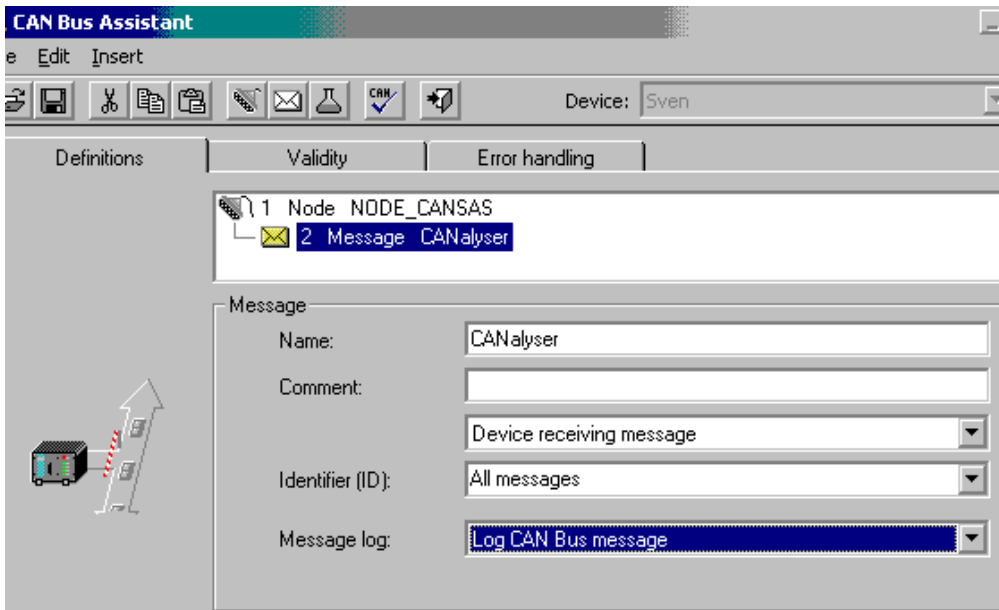 CAN Bus Assistant
e Edit Insert
CAN Device: Sven
Definitions Validity Error handling
1 Node NODE_CANSAS
2 Message CANalyser
Message
Name: CANalyser
Comment:
Device receiving message
Identifier (ID): All messages
Message log: Log CAN Bus message